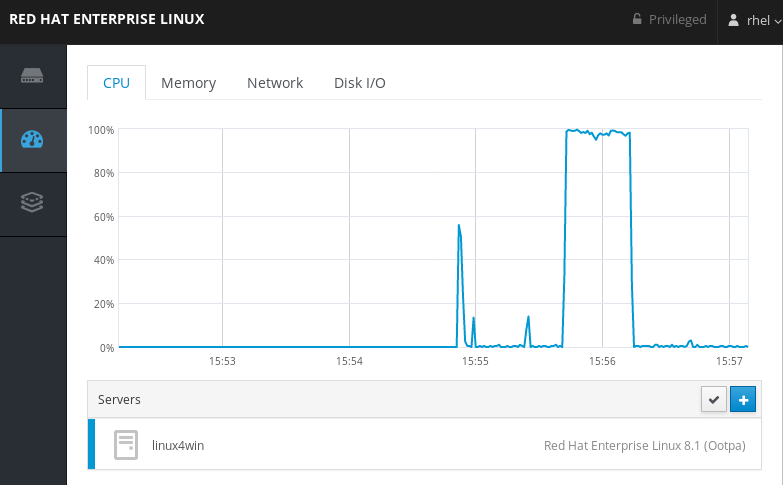 RED HAT ENTERPRISE LINUX
Privileged
rhel
CPU Memory Network Disk I/O
100%
80%
60%
40%
20%
0%
15:53 15:54 15:55 15:56 15:57
Servers
linux4win Red Hat Enterprise Linux 8.1 (Ootpa)